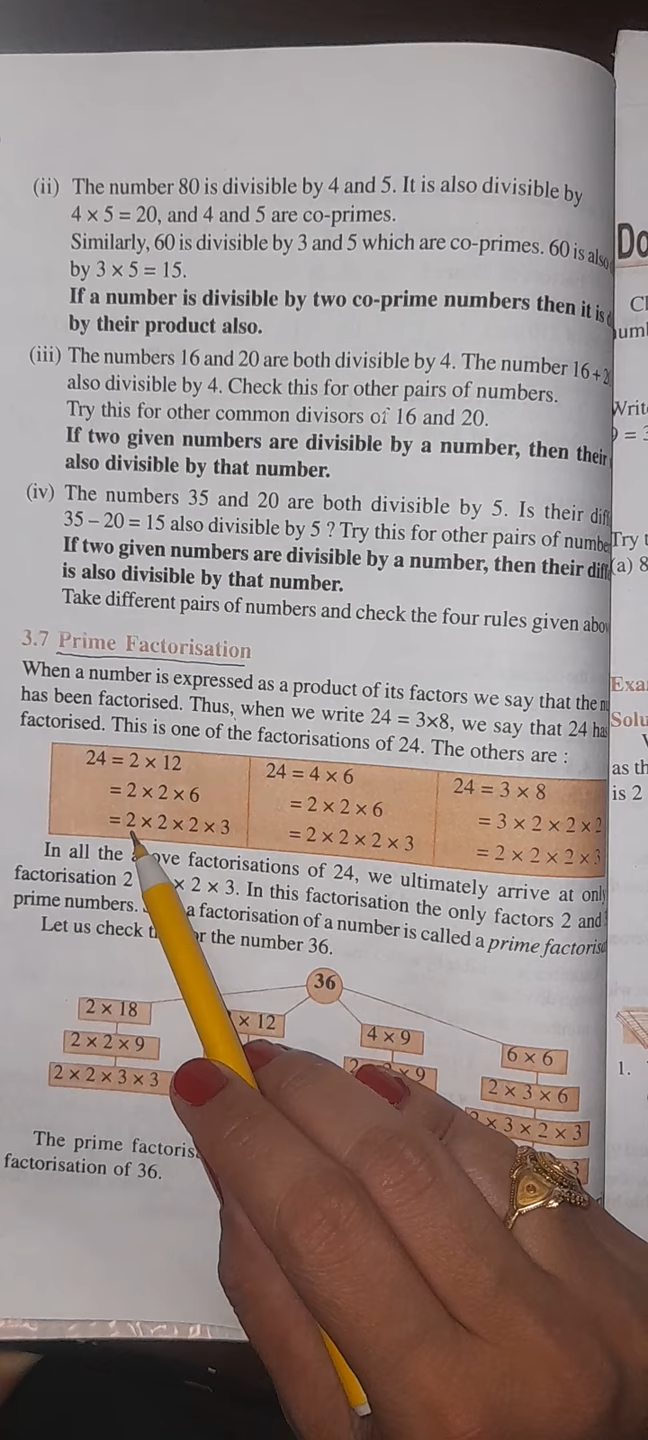 (ii) The number 80 is divisible by 4 and 5. It is also divisible by
4 × 5 = 20, and 4 and 5 are co-primes.
Similarly, 60 is divisible by 3 and 5 which are co-primes. 60 is also
by 3 × 5 = 15.
If a number is divisible by two co-prime numbers then it is
by their product also.
(iii) The numbers 16 and 20 are both divisible by 4. The number 16 + 2
also divisible by 4. Check this for other pairs of numbers.
Try this for other common divisors of 16 and 20.
If two given numbers are divisible by a number, then their
also divisible by that number.
(iv) The numbers 35 and 20 are both divisible by 5. Is their
35 – 20 = 15 also divisible by 5 ? Try this for other pairs of
If two given numbers are divisible by a number, then their
is also divisible by that number.
Take different pairs of numbers and check the four rules given
3.7 Prime Factorisation
When a number is expressed as a product of its factors we say that the
has been factorised. Thus, when we write 24 = 3×8, we say that 24
factorised. This is one of the factorisations of 24. The others are :
24 = 2 × 12
= 2 × 2 × 6
= 2 × 2 × 2 × 3
24 = 4 × 6
= 2 × 2 × 6
= 2 × 2 × 2 × 3
24 = 3 × 8
= 3 × 2 × 2 × 2
= 2 × 2 × 2 × 3
In all the factorisations of 24, we ultimately arrive at only
factorisation 2 × 2 × 3. In this factorisation the only factors 2 and
prime numbers. a factorisation of a number is called a prime
Let us check for the number 36.
36
2 × 18
× 12
4 × 9
6 × 6
2 × 2 × 9
× 9
2 × 3 × 6
2 × 2 × 3 × 3
× 3 × 2 × 3
3
The prime
factorisation of 36.
Do
Try
(a) 8
as th
is 2
1.